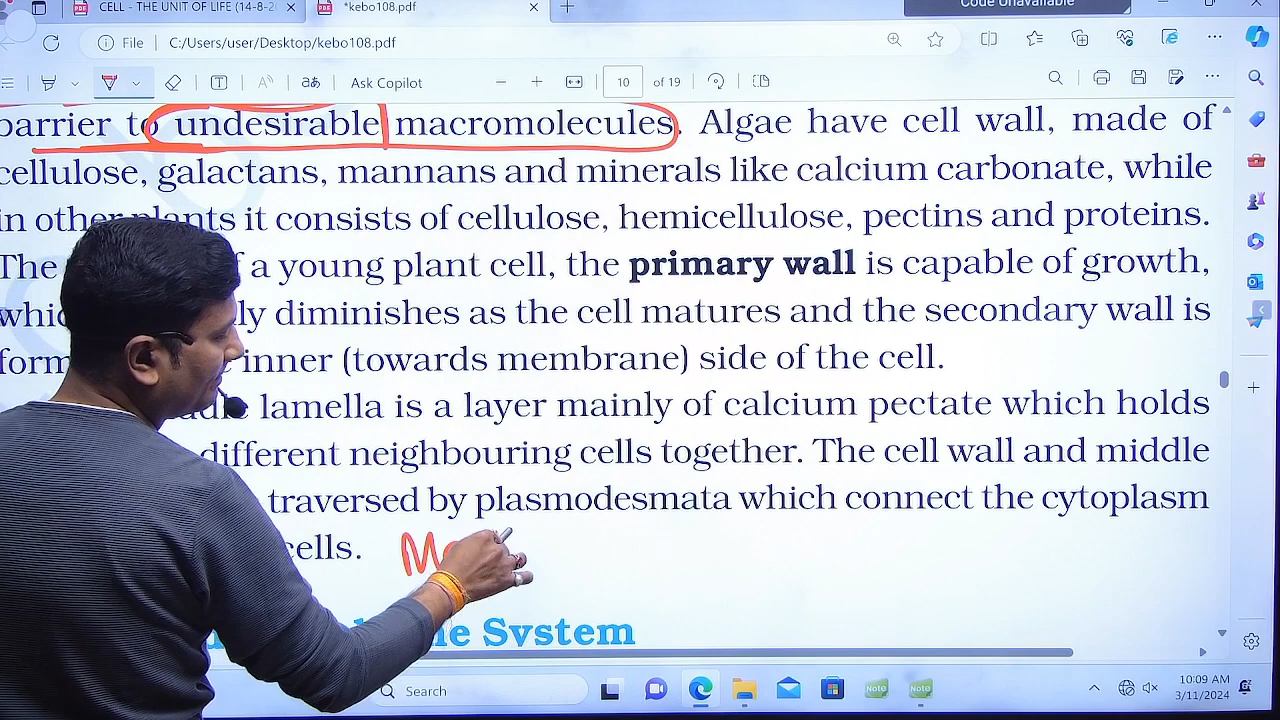 CELL - THE UNIT OF LIFE (14-8-2
*kebo108.pdf
Code Unavailable
File C:/Users/user/Desktop/kebo108.pdf
Ask Copilot 10 of 19
barrier to undesirable macromolecules. Algae have cell wall, made of
cellulose, galactans, mannans and minerals like calcium carbonate, while
in other plants it consists of cellulose, hemicellulose, pectins and proteins.
The a young plant cell, the primary wall is capable of growth,
diminishes as the cell matures and the secondary wall is
inner (towards membrane) side of the cell.
lamella is a layer mainly of calcium pectate which holds
different neighbouring cells together. The cell wall and middle
traversed by plasmodesmata which connect the cytoplasm
cells.
System
Search
Note
Note
10:09 AM
3/11/2024